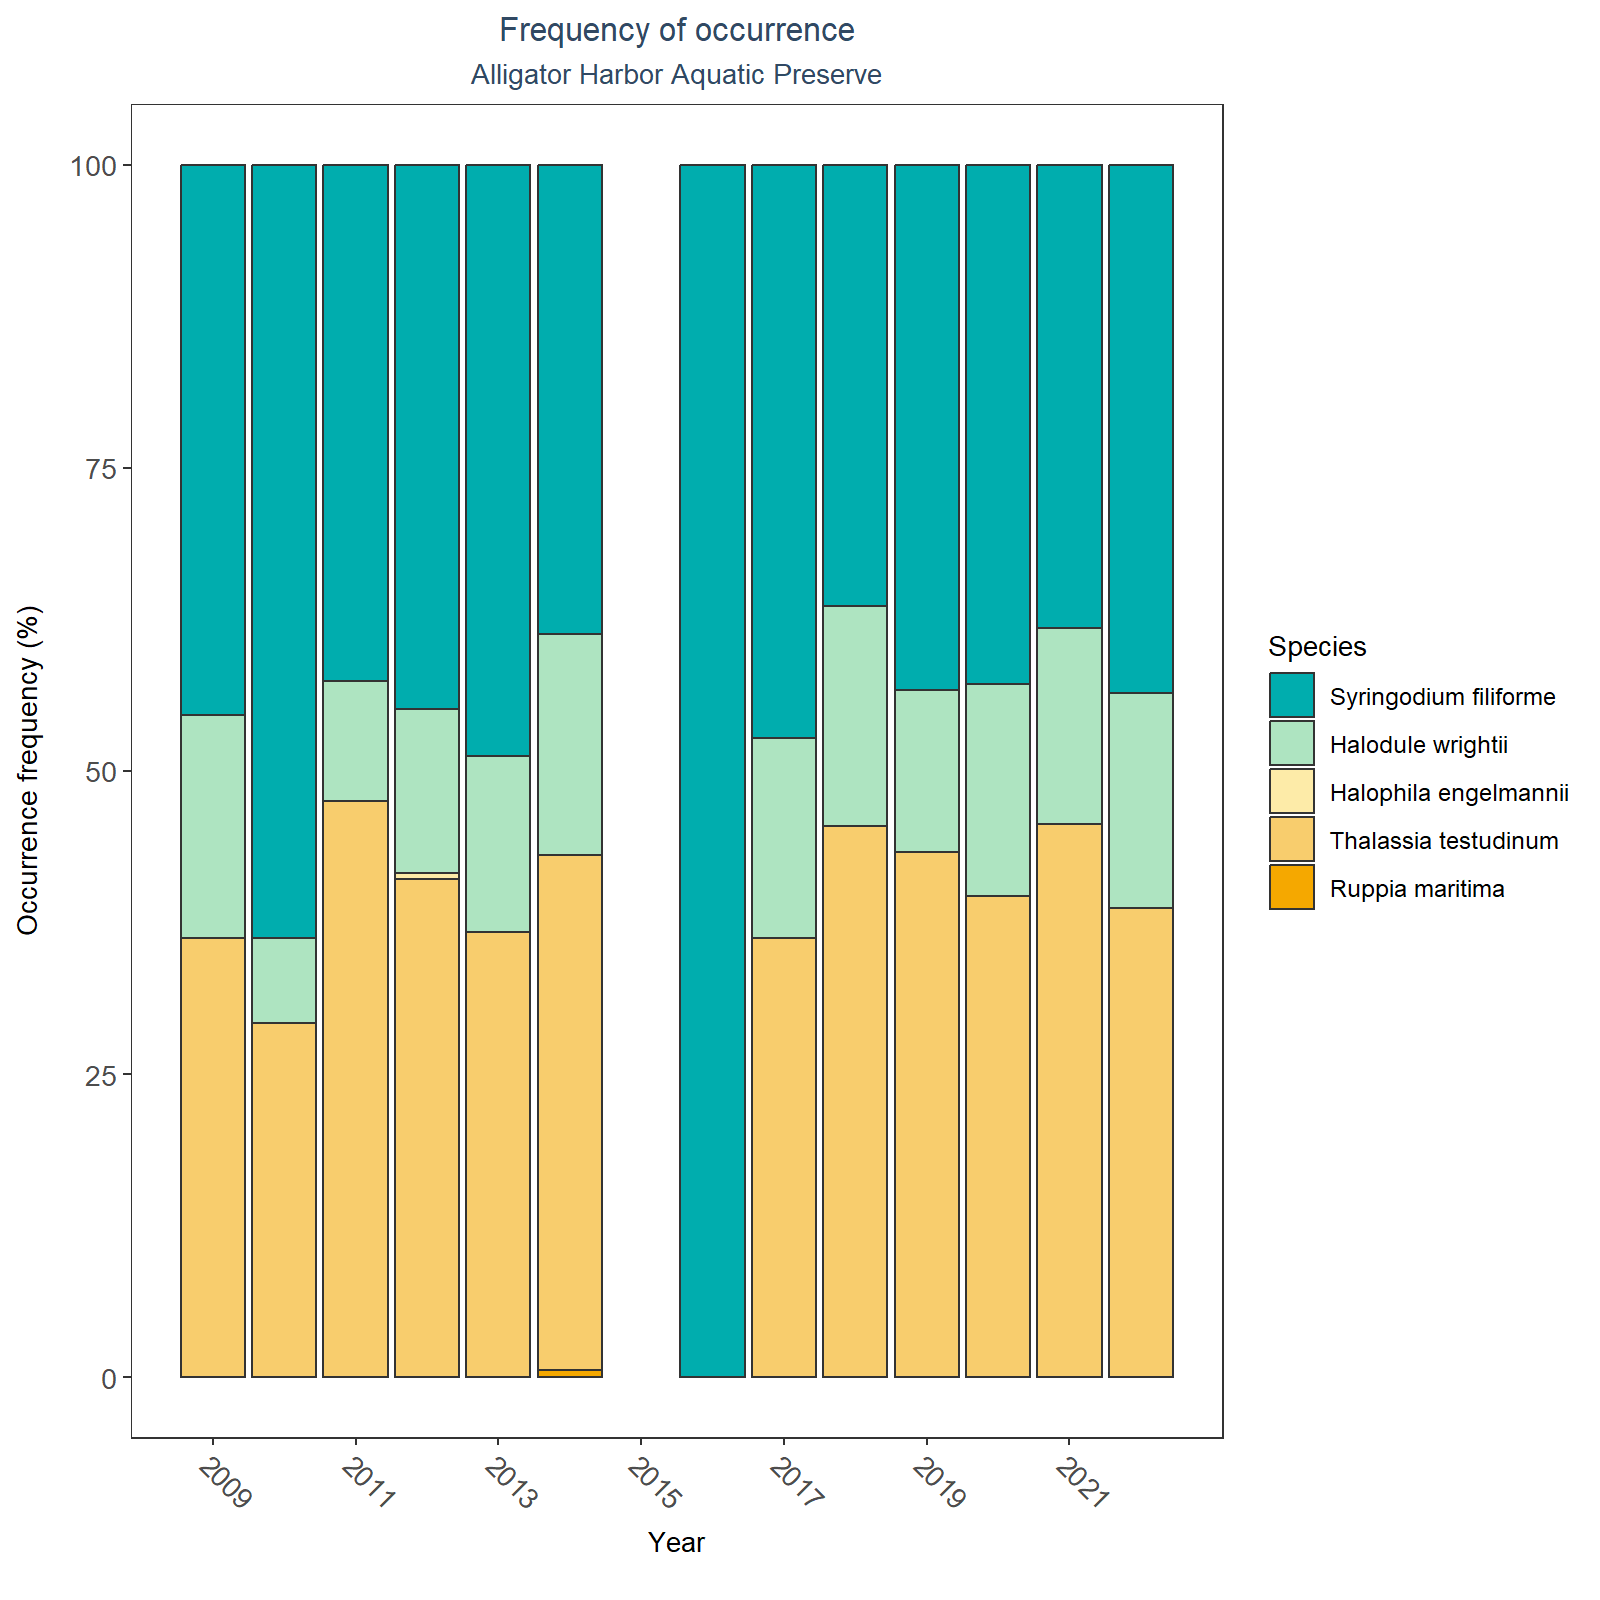 Frequency of occurrence
Alligator Harbor Aquatic Preserve
Occurrence frequency (%)
100
75
50
25
0
2009
2011
2013
2015
2017
2019
2021
Year
Species
Syringodium filiforme
Halodule wrightii
Halophila engelmannii
Thalassia testudinum
Ruppia maritima